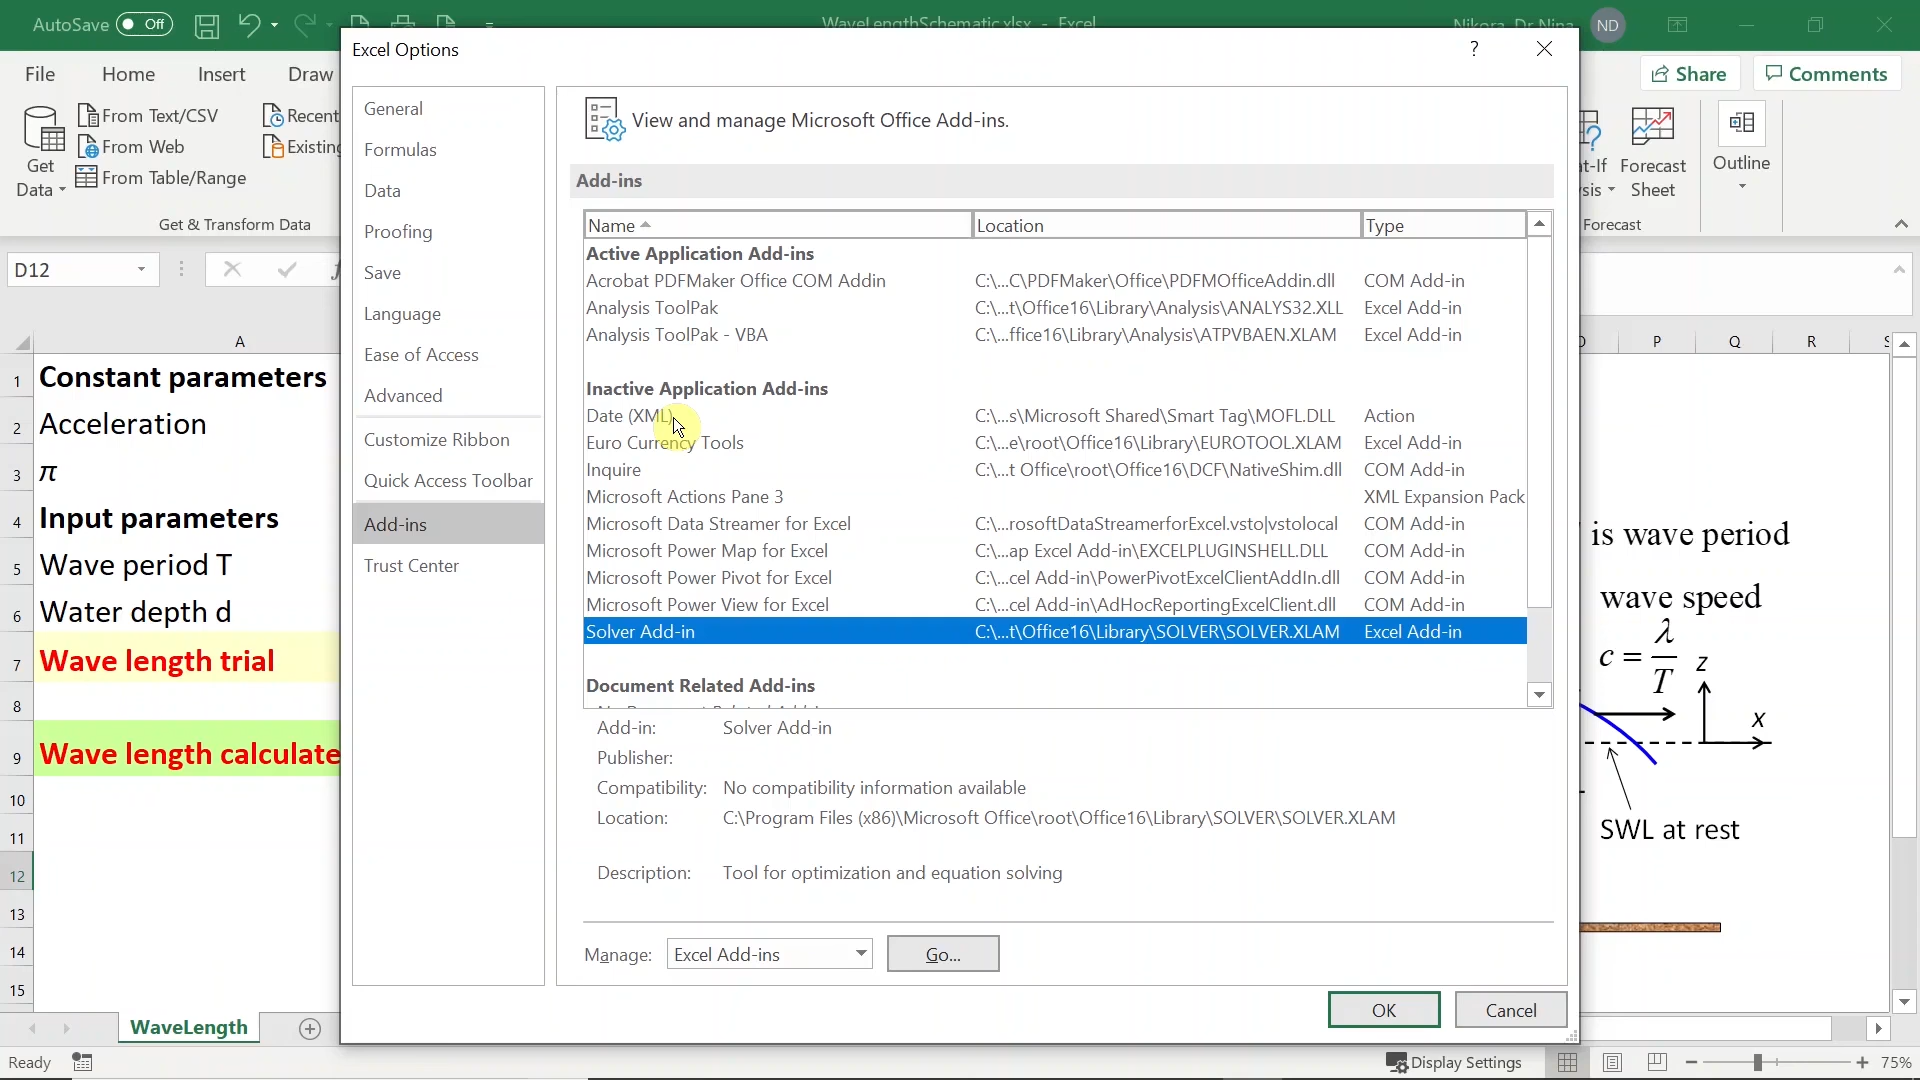 AutoSave Off
WaveLengthSchematic.xlsx - Excel
Nikora, Dr Nina ND
Excel Options ?
File Home Insert Draw
Share Comments
Get Data
From Text/CSV
From Web
From Table/Range
Recent
Existing
Get & Transform Data
Forecast Sheet
Outline
Forecast
D12
General
Formulas
Data
Proofing
Save
Language
Ease of Access
Advanced
Customize Ribbon
Quick Access Toolbar
Add-ins
Trust Center
View and manage Microsoft Office Add-ins.
Add-ins
Name Location Type
Active Application Add-ins
Acrobat PDFMaker Office COM Addin C:\...C\PDFMaker\Office\PDFMOfficeAddin.dll COM Add-in
Analysis ToolPak C:\...t\Office16\Library\Analysis\ANALYS32.XLL Excel Add-in
Analysis ToolPak - VBA C:\...ffice16\Library\Analysis\ATPVBAEN.XLAM Excel Add-in
Inactive Application Add-ins
Date (XML) C:\...s\Microsoft Shared\Smart Tag\MOFL.DLL Action
Euro Currency Tools C:\...e\root\Office16\Library\EUROTOOL.XLAM Excel Add-in
Inquire C:\...t Office\root\Office16\DCF\NativeShim.dll COM Add-in
Microsoft Actions Pane 3 XML Expansion Pack
Microsoft Data Streamer for Excel C:\...rosoftDataStreamerforExcel.vsto|vstolocal COM Add-in
Microsoft Power Map for Excel C:\...ap Excel Add-in\EXCELPLUGINSHELL.DLL COM Add-in
Microsoft Power Pivot for Excel C:\...cel Add-in\PowerPivotExcelClientAddIn.dll COM Add-in
Microsoft Power View for Excel C:\...cel Add-in\AdHocReportingExcelClient.dll COM Add-in
Solver Add-in C:\...t\Office16\Library\SOLVER\SOLVER.XLAM Excel Add-in
Document Related Add-ins
Add-in: Solver Add-in
Publisher:
Compatibility: No compatibility information available
Location: C:\Program Files (x86)\Microsoft Office\root\Office16\Library\SOLVER\SOLVER.XLAM
Description: Tool for optimization and equation solving
Manage: Excel Add-ins Go...
OK Cancel
A
1 Constant parameters
2 Acceleration
3 π
4 Input parameters
5 Wave period T
6 Water depth d
7 Wave length trial
8
9 Wave length calculate
10
11
12
13
14
15
P Q R
is wave period
wave speed
c = λ/T
z
x
SWL at rest
WaveLength
Ready
Display Settings
75%